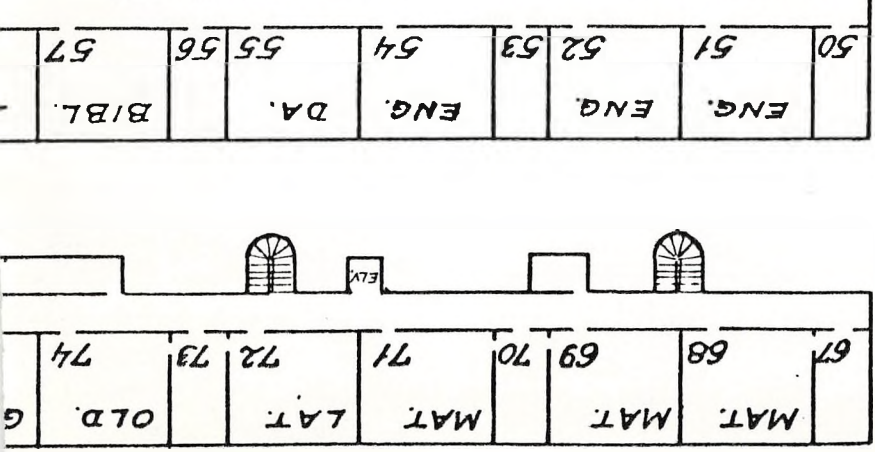 MAT. MAT. MAT. LAT. OLD.
67 68 69 70 71 72 73 74
ELV.
ENG. ENG. ENG. DA. BIBL.
50 51 52 53 54 55 56 57